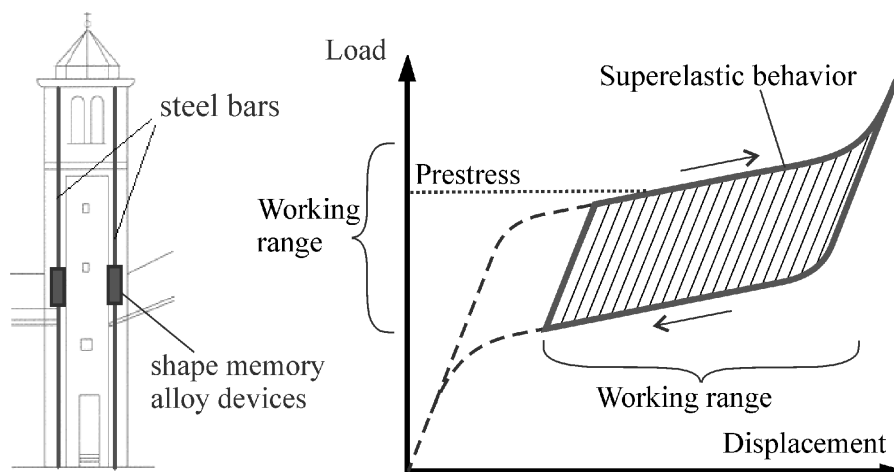 steel bars
shape memory
alloy devices
Load
Superelastic behavior
Prestress
Working
range
Working range
Displacement